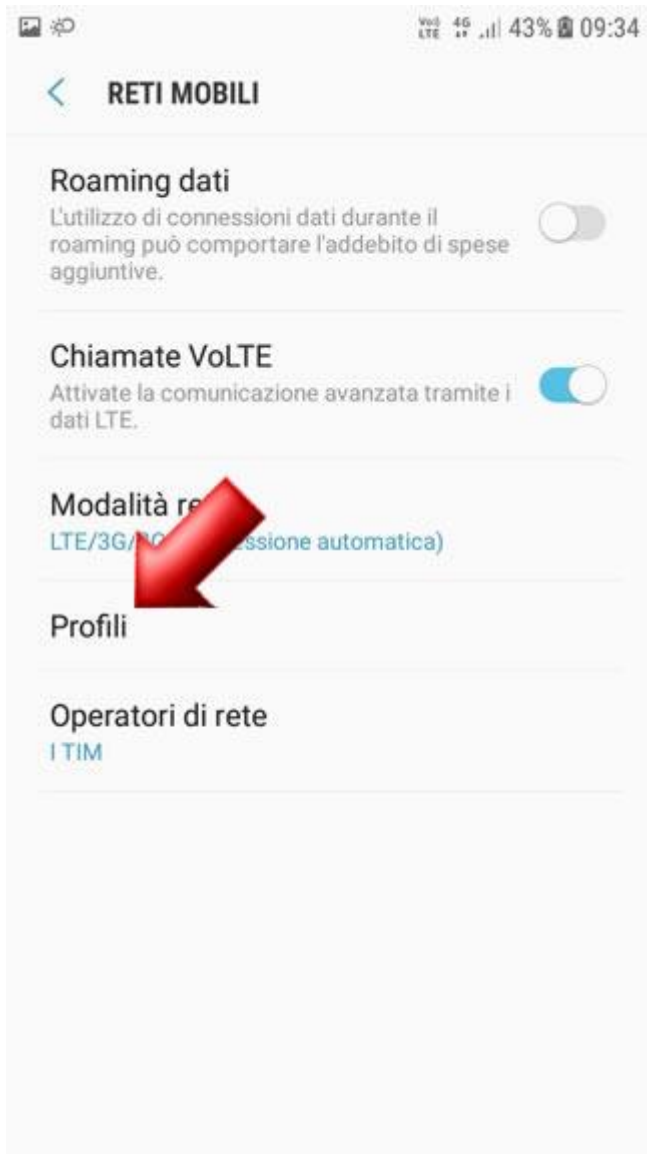 VoLTE 4G 43% 09:34
RETI MOBILI
Roaming dati
L'utilizzo di connessioni dati durante il
roaming può comportare l'addebito di spese
aggiuntive.
Chiamate VoLTE
Attivate la comunicazione avanzata tramite i
dati LTE.
Modalità
LTE/3G/ automatica)
Profili
Operatori di rete
I TIM